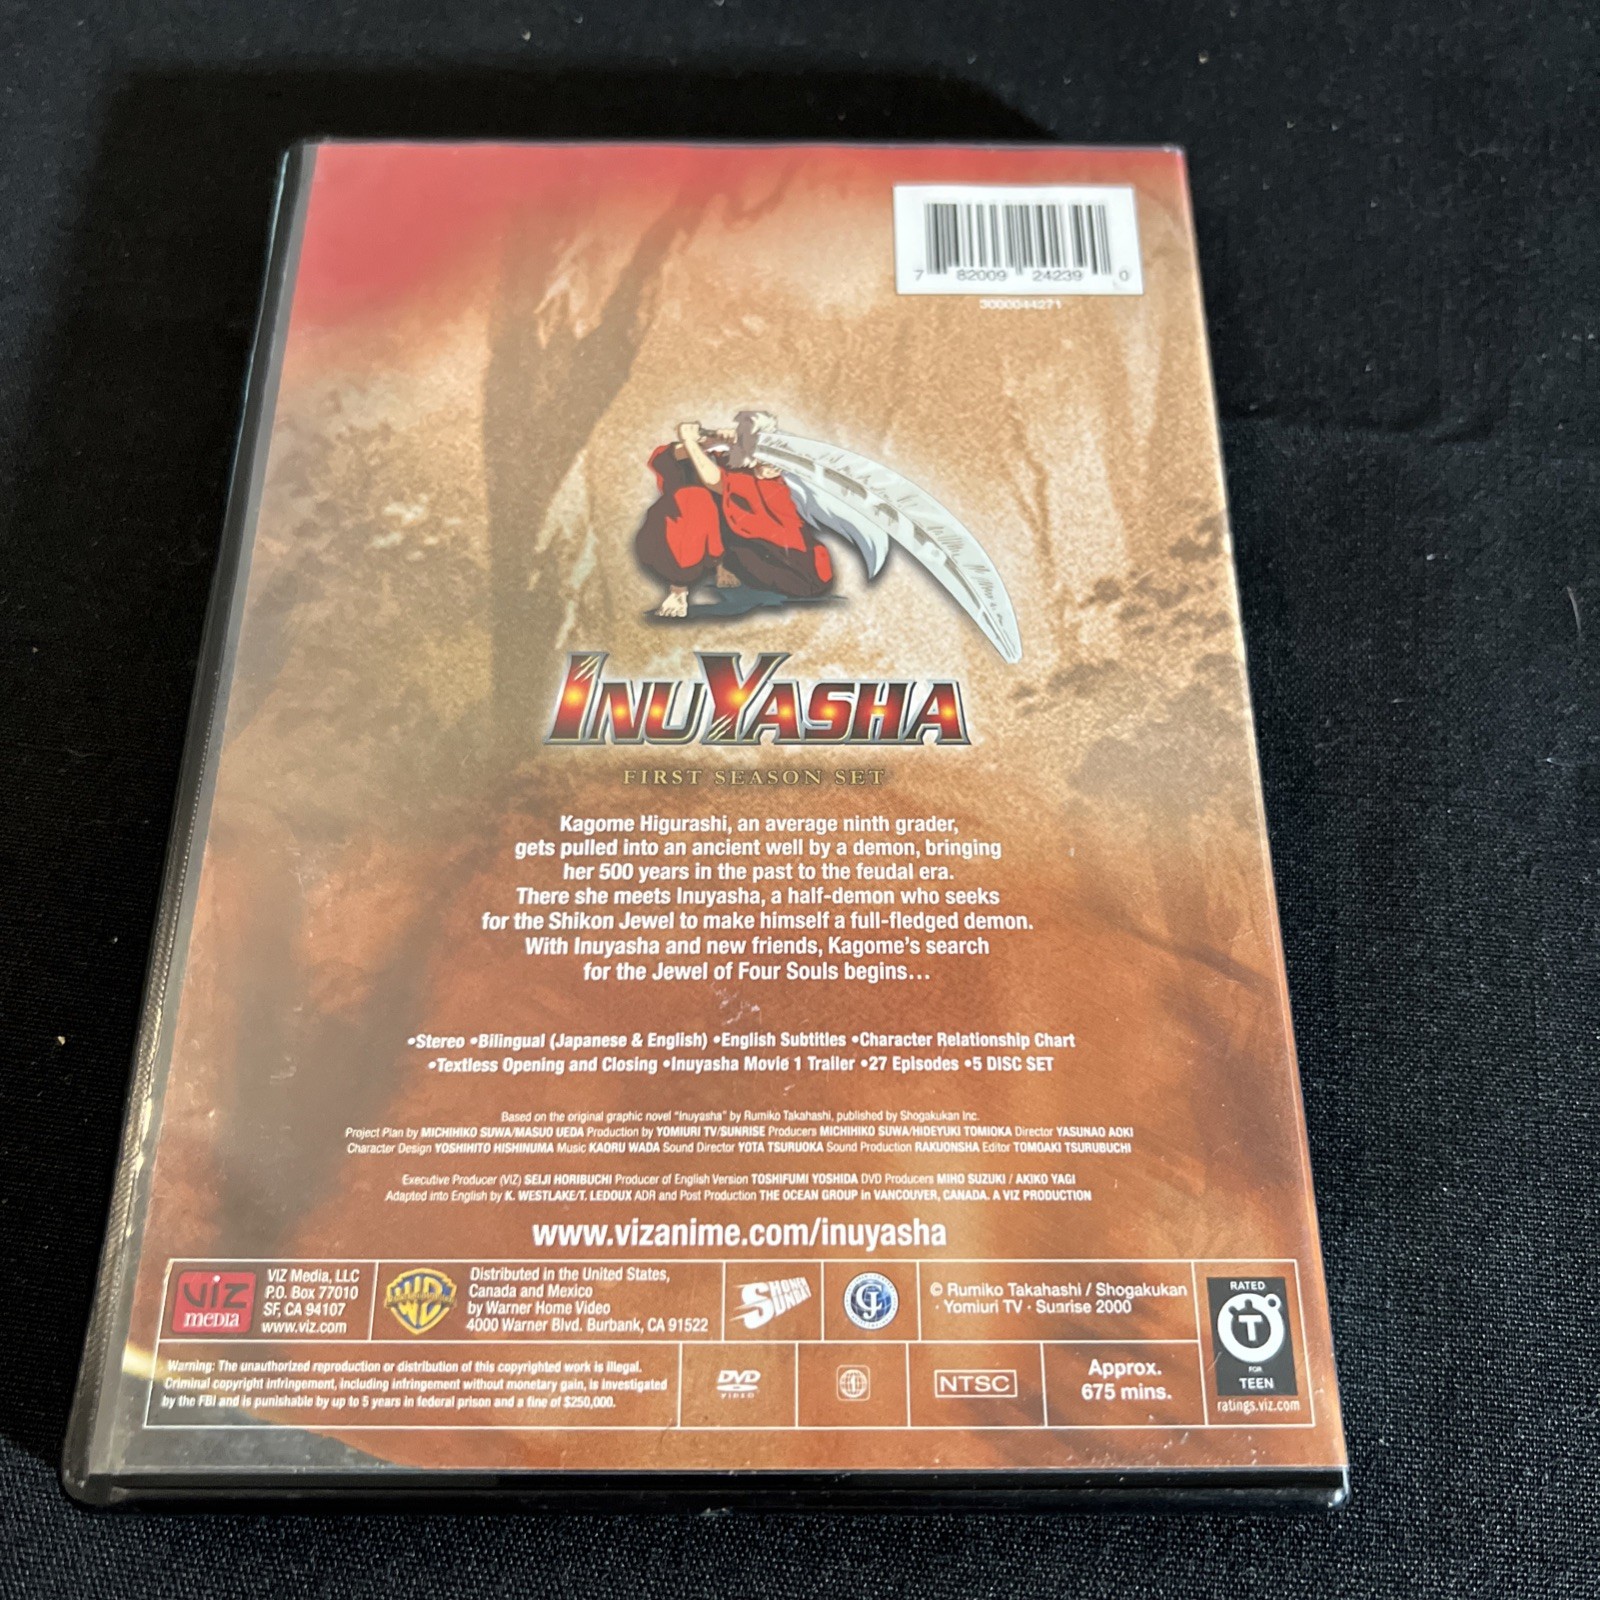 7 82009 24239 0
3000044271
INUYASHA
FIRST SEASON SET
Kagome Higurashi, an average ninth grader,
gets pulled into an ancient well by a demon, bringing
her 500 years in the past to the feudal era.
There she meets Inuyasha, a half-demon who seeks
for the Shikon Jewel to make himself a full-fledged demon.
With Inuyasha and new friends, Kagome's search
for the Jewel of Four Souls begins...
•Stereo •Bilingual (Japanese & English) •English Subtitles •Character Relationship Chart
•Textless Opening and Closing •Inuyasha Movie 1 Trailer •27 Episodes •5 DISC SET
Based on the original graphic novel "Inuyasha" by Rumiko Takahashi, published by Shogakukan Inc.
Project Plan by MICHIHIKO SUWA/MASUO UEDA Production by YOMIURI TV/SUNRISE Producers MICHIHIKO SUWA/HIDEYUKI TOMIOKA Director YASUNAO AOKI
Character Design YOSHIHITO HISHINUMA Music KAORU WADA Sound Director YOTA TSURUOKA Sound Production RAKUONSHA Editor TOMOAKI TSURUBUCHI
Executive Producer (VIZ) SEIJI HORIBUCHI Producer of English Version TOSHIFUMI YOSHIDA DVD Producers MIHO SUZUKI / AKIKO YAGI
Adapted into English by K. WESTLAKE/T. LEDOUX ADR and Post Production THE OCEAN GROUP in VANCOUVER, CANADA. A VIZ PRODUCTION
www.vizanime.com/inuyasha
viz
media
VIZ Media, LLC
P.O. Box 77010
SF, CA 94107
www.viz.com
WB
Distributed in the United States,
Canada and Mexico
by Warner Home Video
4000 Warner Blvd. Burbank, CA 91522
SHONEN
SUNDAY
© Rumiko Takahashi / Shogakukan
· Yomiuri TV · Sunrise 2000
RATED
T
FOR
TEEN
ratings.viz.com
Warning: The unauthorized reproduction or distribution of this copyrighted work is illegal.
Criminal copyright infringement, including infringement without monetary gain, is investigated
by the FBI and is punishable by up to 5 years in federal prison and a fine of $250,000.
DVD
VIDEO
1
NTSC
Approx.
675 mins.